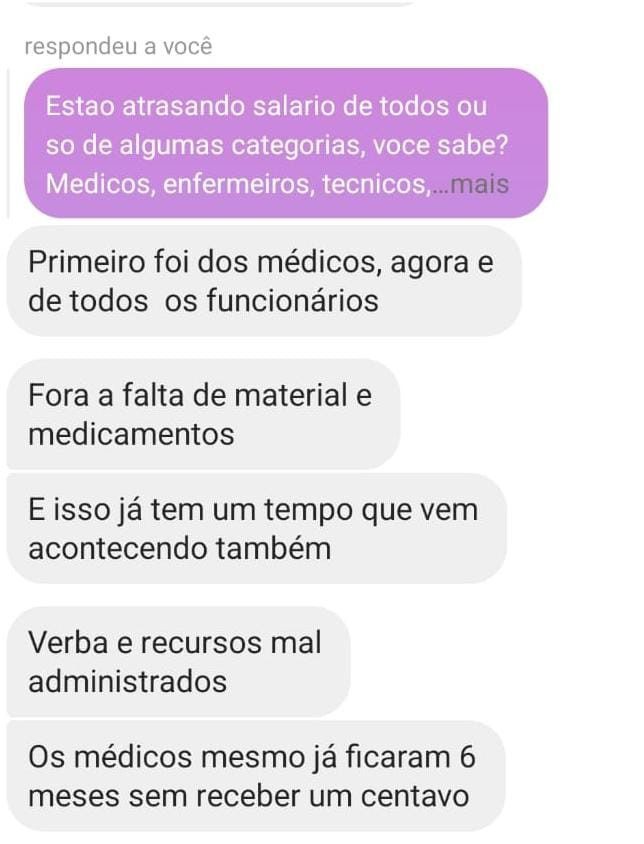 respondeu a você
Estao atrasando salario de todos ou
so de algumas categorias, voce sabe?
Medicos, enfermeiros, tecnicos,...mais
Primeiro foi dos médicos, agora e
de todos os funcionários
Fora a falta de material e
medicamentos
E isso já tem um tempo que vem
acontecendo também
Verba e recursos mal
administrados
Os médicos mesmo já ficaram 6
meses sem receber um centavo